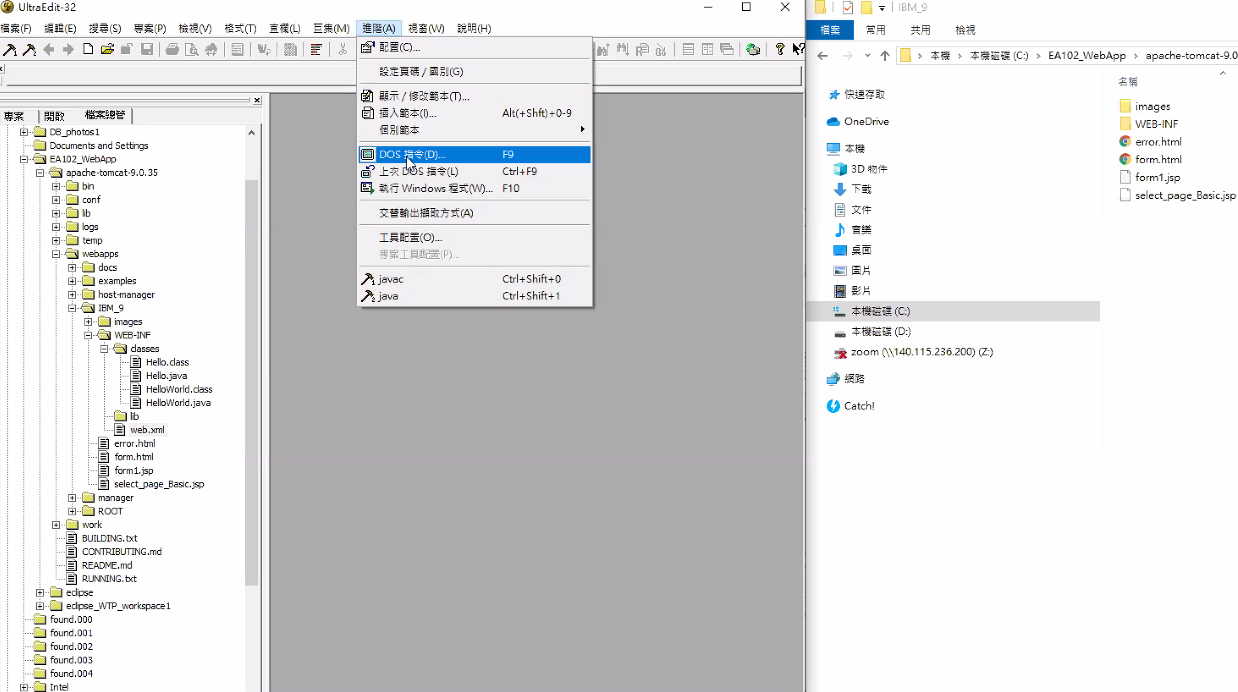 UltraEdit-32
檔案(F) 編輯(E) 搜尋(S) 專案(P) 檢視(V) 格式(T) 直欄(L) 巨集(M) 進階(A) 視窗(W) 說明(H)
配置(C)...
設定頁碼 / 國別(G)
顯示 / 修改範本(T)...
插入範本(I)... Alt(+Shft)+0-9
個別範本
DOS 指令(D)... F9
上次 DOS 指令(L) Ctrl+F9
執行 Windows 程式(W)... F10
交替輸出擷取方式(A)
工具配置(O)...
專案工具配置(P)...
javac Ctrl+Shift+0
java Ctrl+Shift+1
專案 開啟 檔案總管
DB_photos1
Documents and Settings
EA102_WebApp
apache-tomcat-9.0.35
bin
conf
lib
logs
temp
webapps
docs
examples
host-manager
IBM_9
images
WEB-INF
classes
Hello.class
Hello.java
HelloWorld.class
HelloWorld.java
lib
web.xml
error.html
form.html
form1.jsp
select_page_Basic.jsp
manager
ROOT
work
BUILDING.txt
CONTRIBUTING.md
README.md
RUNNING.txt
eclipse
eclipse_WTP_workspace1
found.000
found.001
found.002
found.003
found.004
Intel
IBM_9
檔案 常用 共用 檢視
本機 本機磁碟 (C:) EA102_WebApp apache-tomcat-9.0
快速存取
OneDrive
本機
3D 物件
下載
文件
音樂
桌面
圖片
影片
本機磁碟 (C:)
本機磁碟 (D:)
zoom (\\140.115.236.200) (Z:)
網路
Catch!
名稱
images
WEB-INF
error.html
form.html
form1.jsp
select_page_Basic.jsp